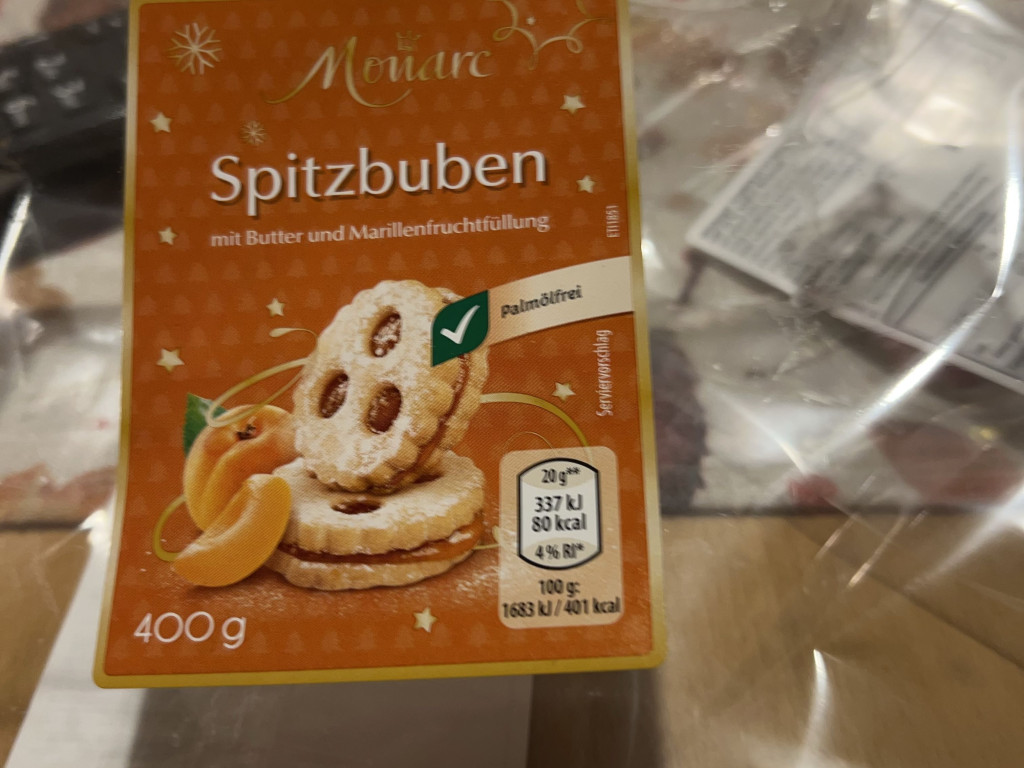 Monarc
Spitzbuben
mit Butter und Marillenfruchtfüllung
ETI1851
Palmölfrei
Serviervorschlag
20 g**
337 kJ
80 kcal
4 % RI*
100 g:
1683 kJ / 401 kcal
400 g